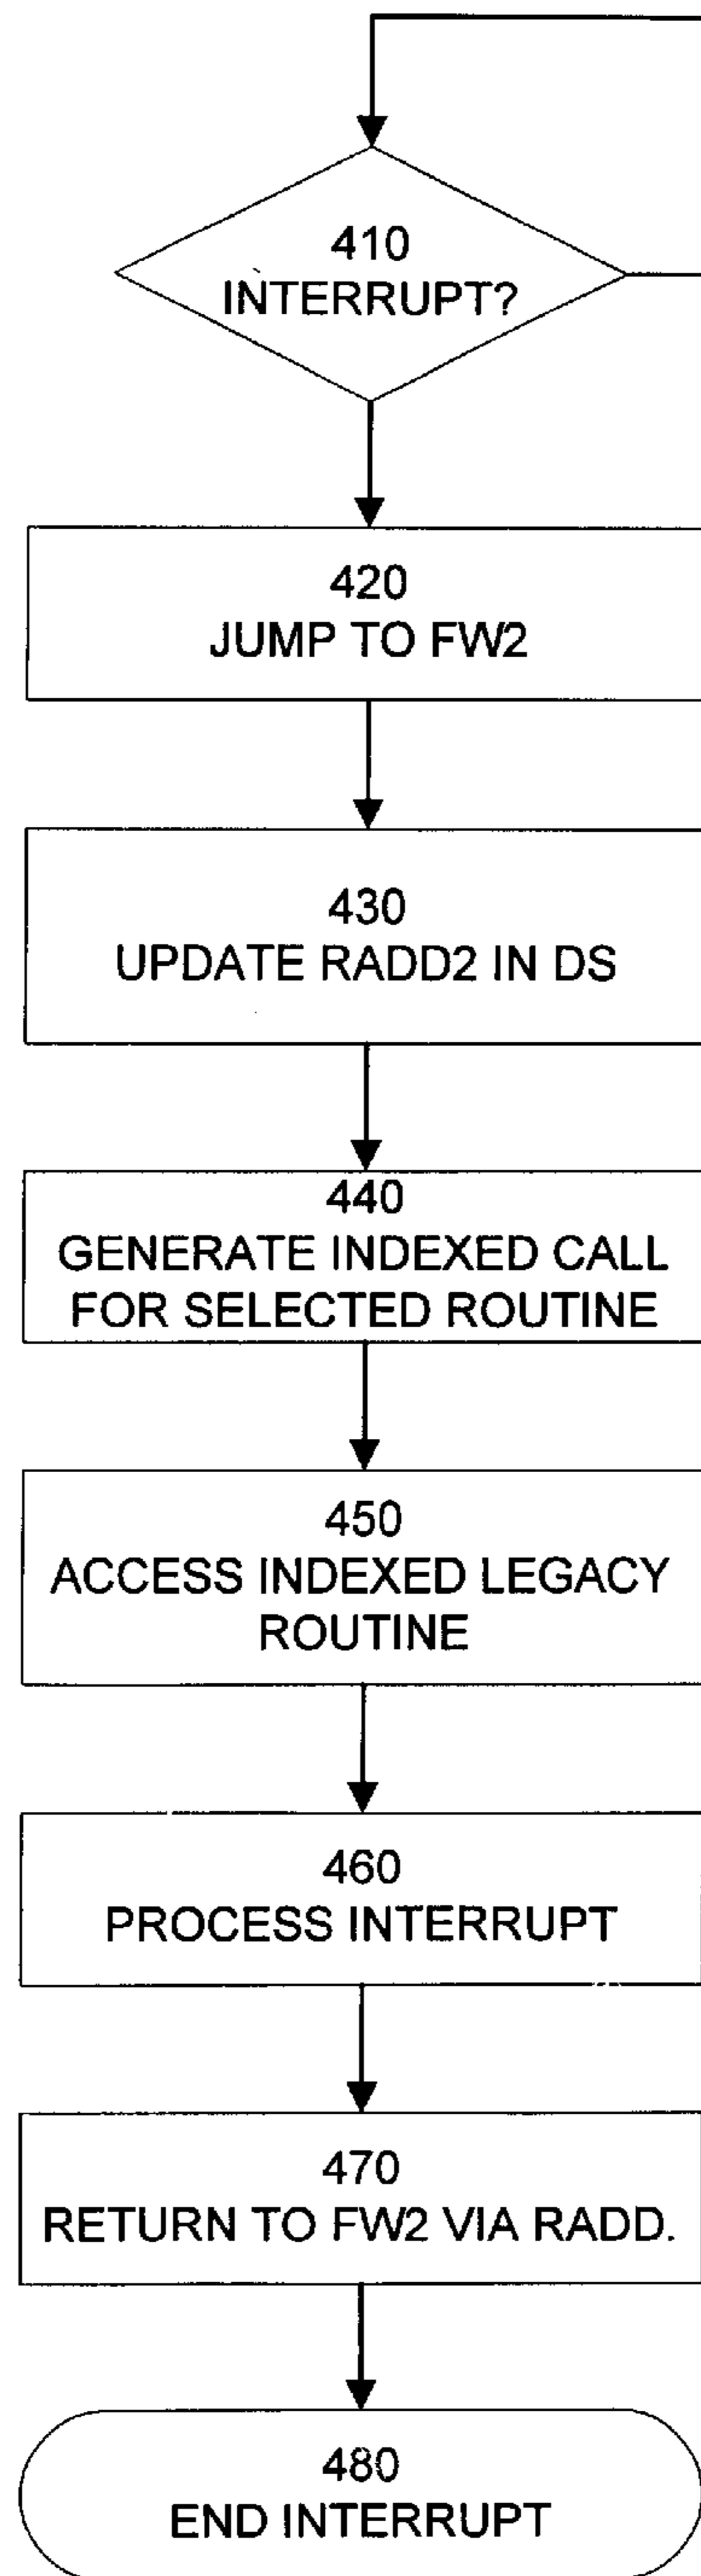 410
INTERRUPT?
420
JUMP TO FW2
430
UPDATE RADD2 IN DS
440
GENERATE INDEXED CALL
FOR SELECTED ROUTINE
450
ACCESS INDEXED LEGACY
ROUTINE
460
PROCESS INTERRUPT
470
RETURN TO FW2 VIA RADD.
480
END INTERRUPT